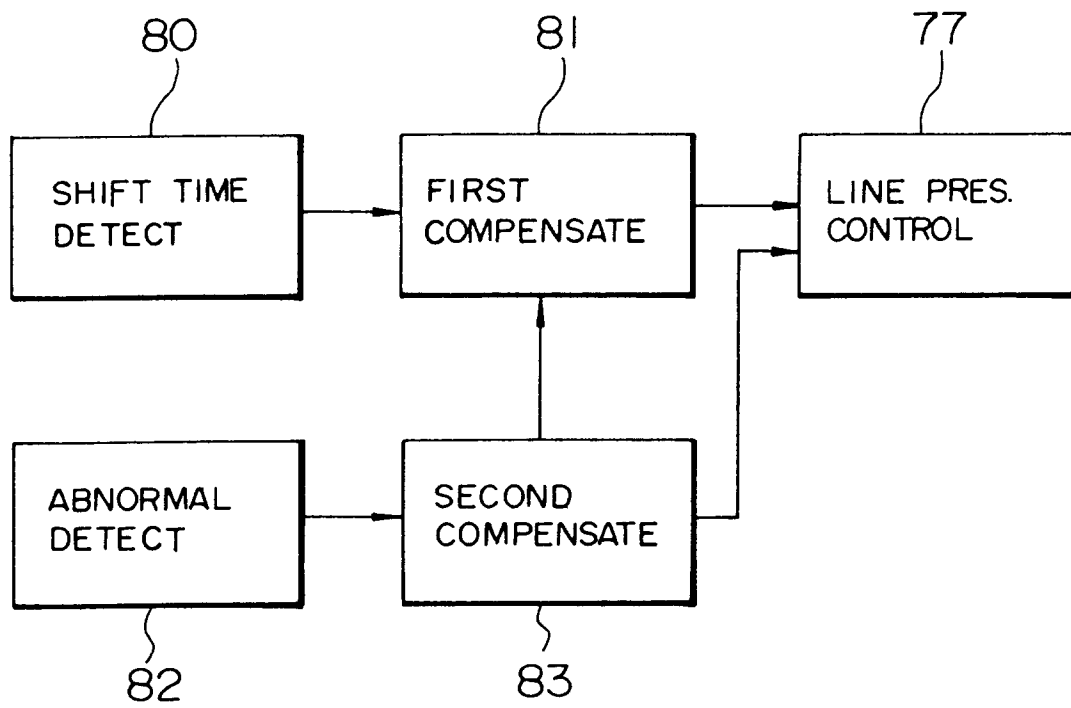 80
81
77
SHIFT TIME
DETECT
FIRST
COMPENSATE
LINE PRES.
CONTROL
ABNORMAL
DETECT
SECOND
COMPENSATE
82
83